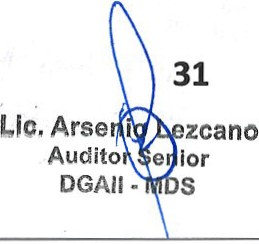 31
Lic. Arsenio Lezcano
Auditor Senior
DGAII - MDS